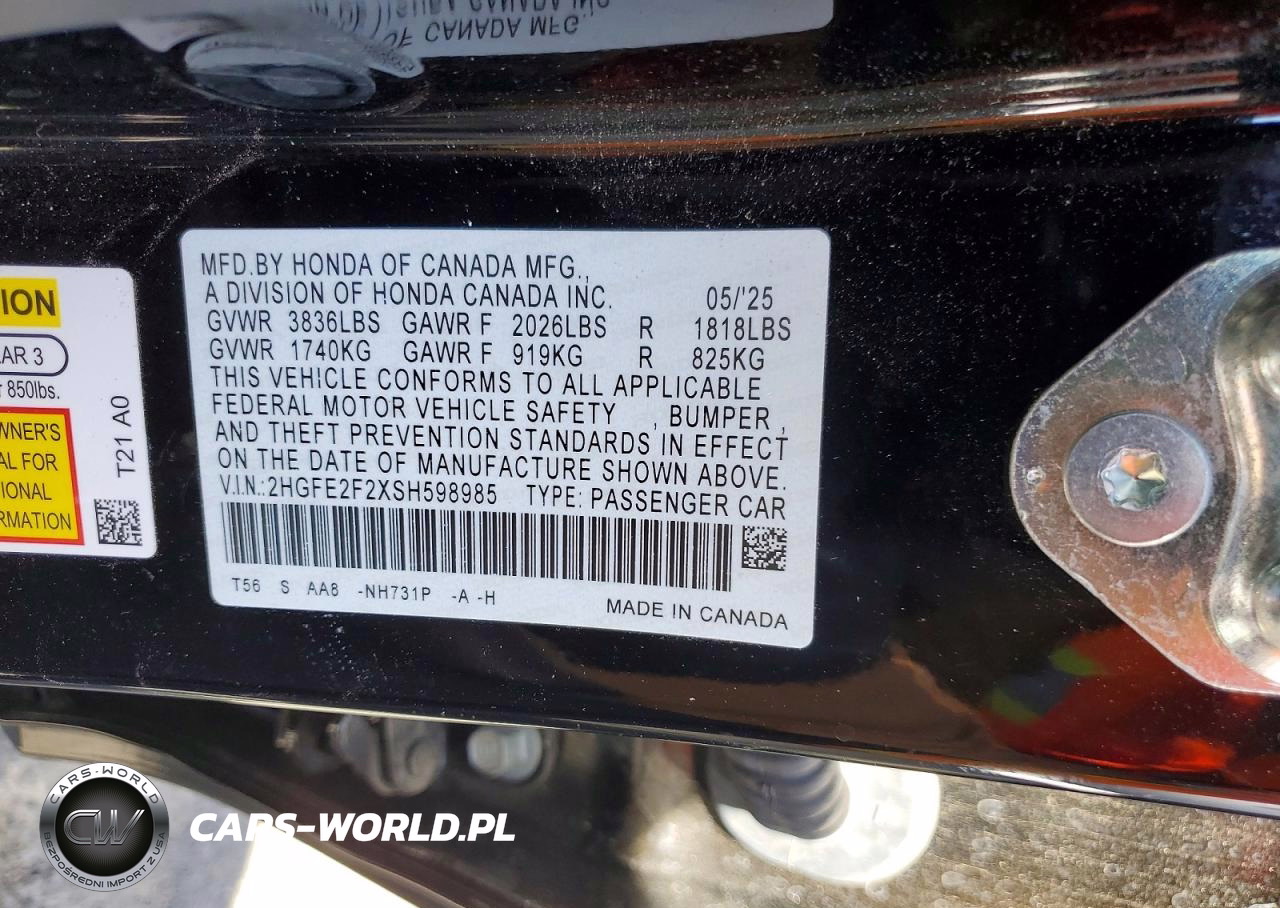 CANADA MFG.
MFD.BY HONDA OF CANADA MFG.,
A DIVISION OF HONDA CANADA INC. 05/'25
GVWR 3836LBS GAWR F 2026LBS R 1818LBS
GVWR 1740KG GAWR F 919KG R 825KG
THIS VEHICLE CONFORMS TO ALL APPLICABLE
FEDERAL MOTOR VEHICLE SAFETY , BUMPER ,
AND THEFT PREVENTION STANDARDS IN EFFECT
ON THE DATE OF MANUFACTURE SHOWN ABOVE.
V.I.N.:2HGFE2F2XSH598985 TYPE: PASSENGER CAR
T56 S AA8 -NH731P -A -H
MADE IN CANADA
ION
AR 3
850lbs.
WNER'S
AL FOR
IONAL
RMATION
T21 A0
CARS-WORLD
CW
BEZPOŚREDNI IMPORT Z USA
CARS-WORLD.PL